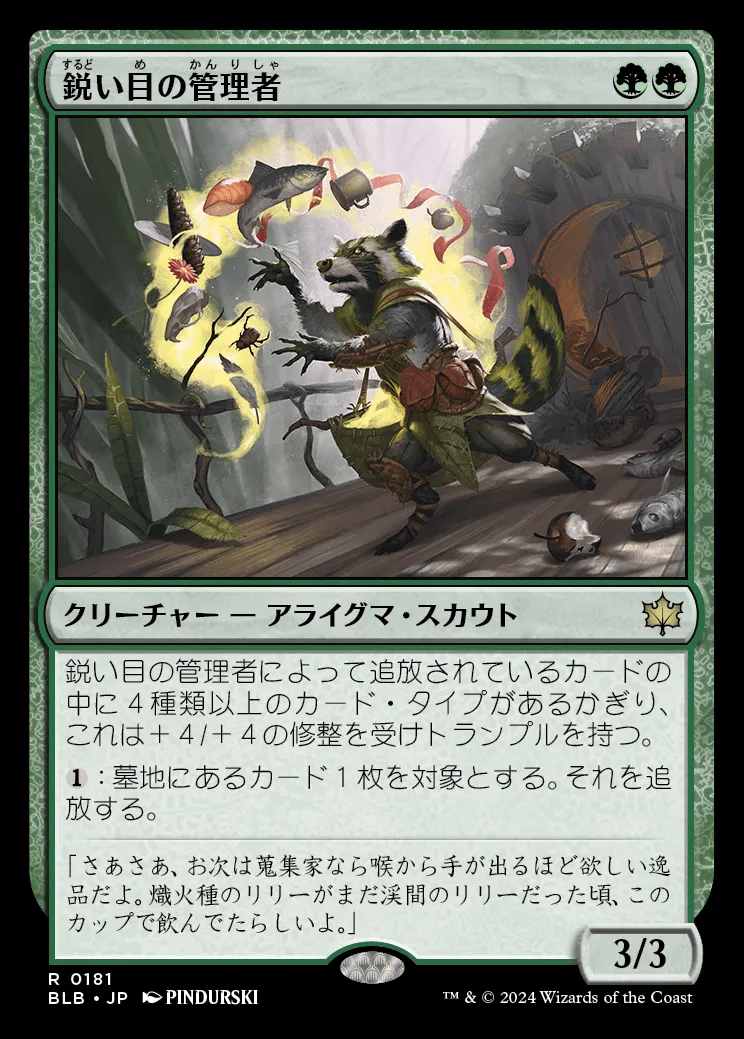 するど め かんりしゃ
鋭い目の管理者
クリーチャー — アライグマ・スカウト
鋭い目の管理者によって追放されているカードの
中に4種類以上のカード・タイプがあるかぎり、
これは+4/+4の修整を受けトランプルを持つ。
1:墓地にあるカード1枚を対象とする。それを追
放する。
「さあさあ、お次は蒐集家なら喉から手が出るほど欲しい逸
品だよ。熾火種のリリーがまだ渓間のリリーだった頃、この
カップで飲んでたらしいよ。」
3/3
R 0181
BLB • JP PINDURSKI
™ & © 2024 Wizards of the Coast